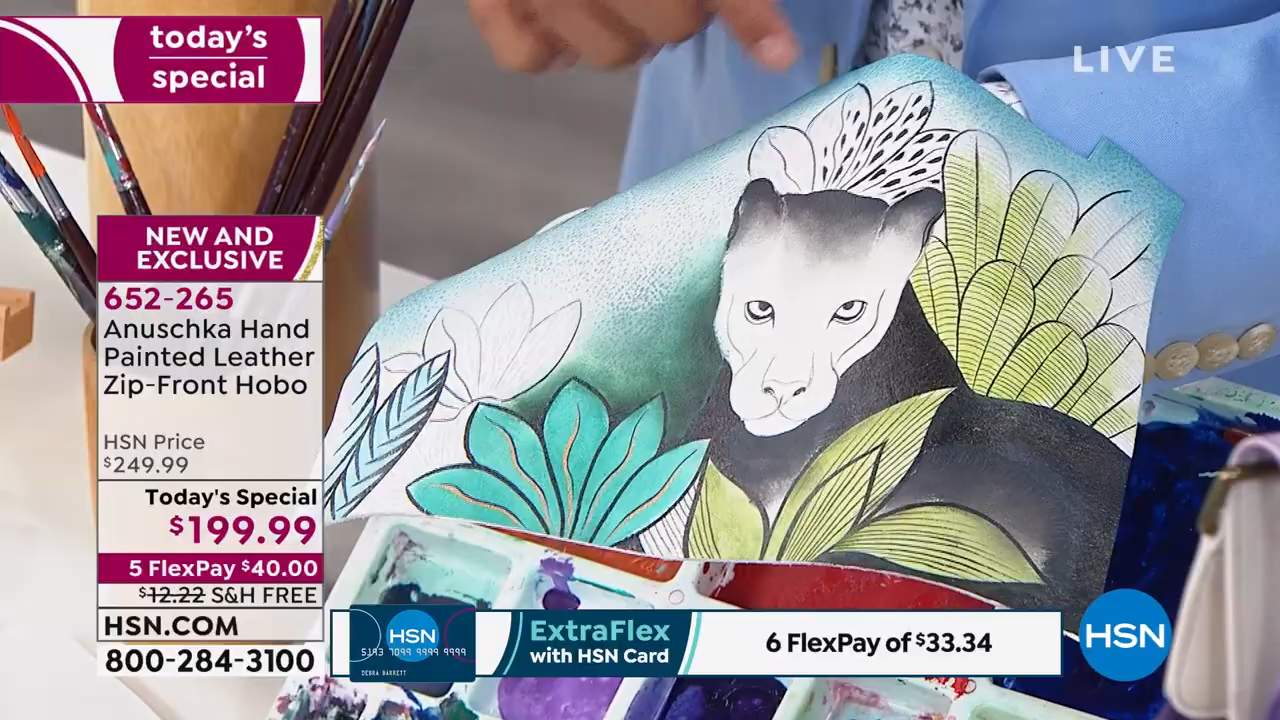 today's
special
LIVE
NEW AND
EXCLUSIVE
652-265
Anuschka Hand
Painted Leather
Zip-Front Hobo
HSN Price
$249.99
Today's Special
$199.99
5 FlexPay $40.00
$12.22 S&H FREE
HSN.COM
800-284-3100
HSN
5193 7099 9999 9999
DEBRA BARRETT
ExtraFlex
with HSN Card
6 FlexPay of $33.34
HSN